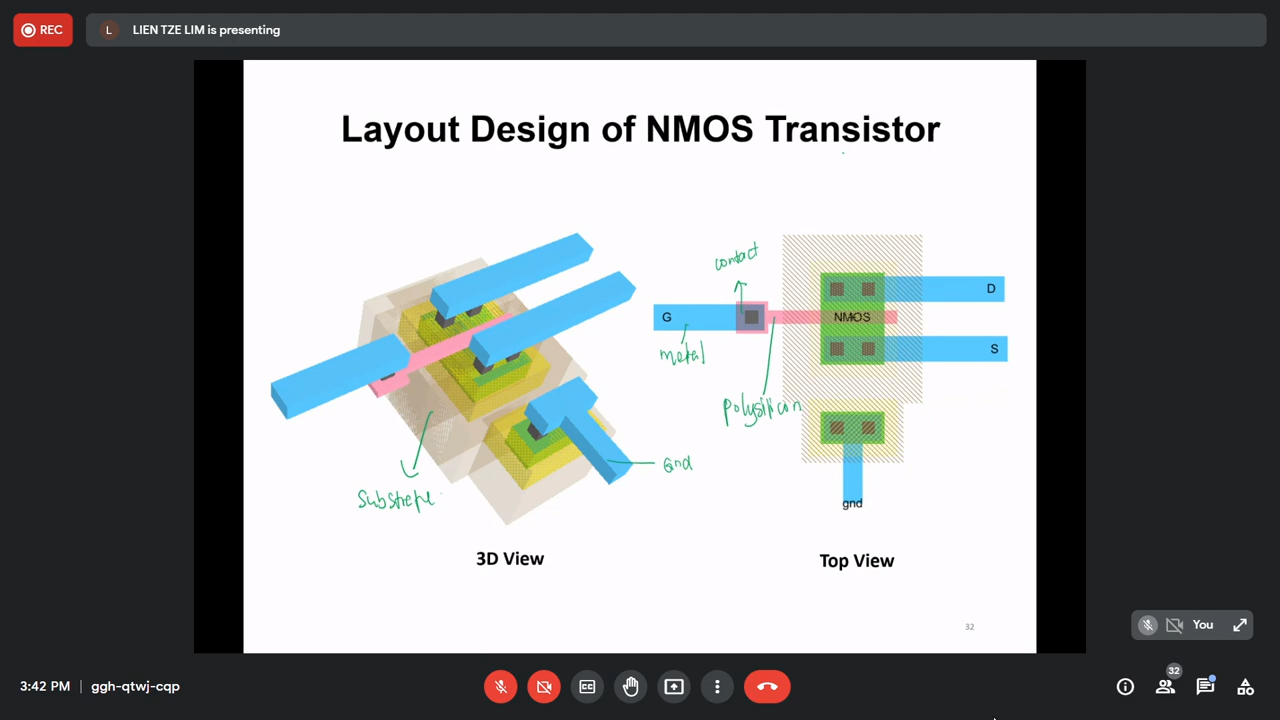 REC
L
LIEN TZE LIM is presenting
Layout Design of NMOS Transistor
contact
G
metal
polysilicon
NMOS
D
S
gnd
Gnd
Substrate
3D View
Top View
32
You
3:42 PM
ggh-qtwj-cqp
CC
32